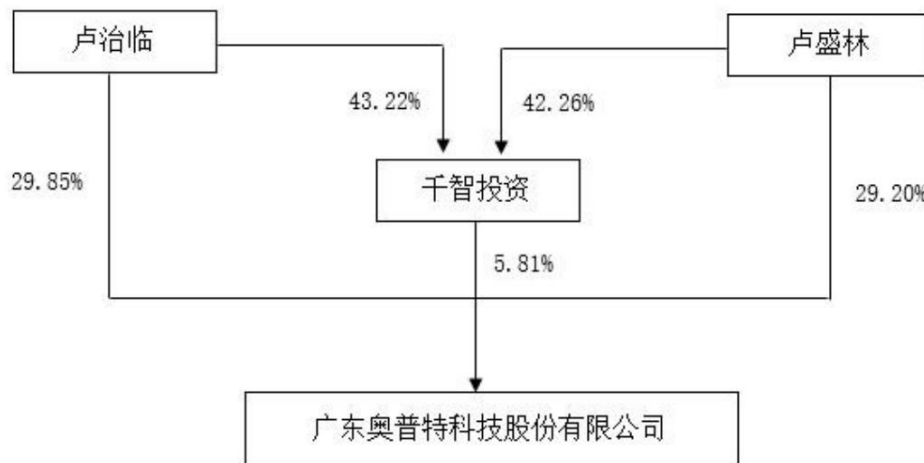 卢治临
卢盛林
43.22%
42.26%
29.85%
千智投资
29.20%
5.81%
广东奥普特科技股份有限公司